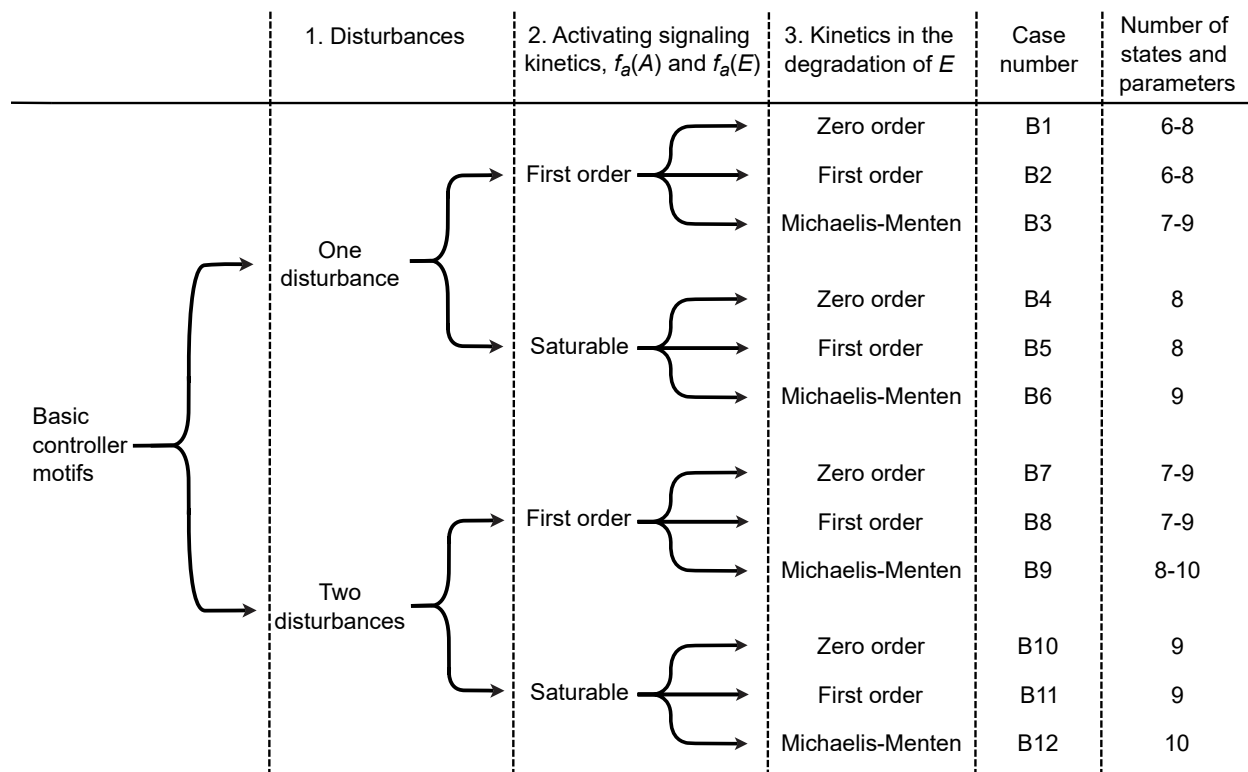 1. Disturbances
2. Activating signaling
kinetics, fa(A) and fa(E)
3. Kinetics in the
degradation of E
Case
number
Number of
states and
parameters
Basic
controller
motifs
One
disturbance
First order
Zero order B1 6-8
First order B2 6-8
Michaelis-Menten B3 7-9
Saturable
Zero order B4 8
First order B5 8
Michaelis-Menten B6 9
Two
disturbances
First order
Zero order B7 7-9
First order B8 7-9
Michaelis-Menten B9 8-10
Saturable
Zero order B10 9
First order B11 9
Michaelis-Menten B12 10